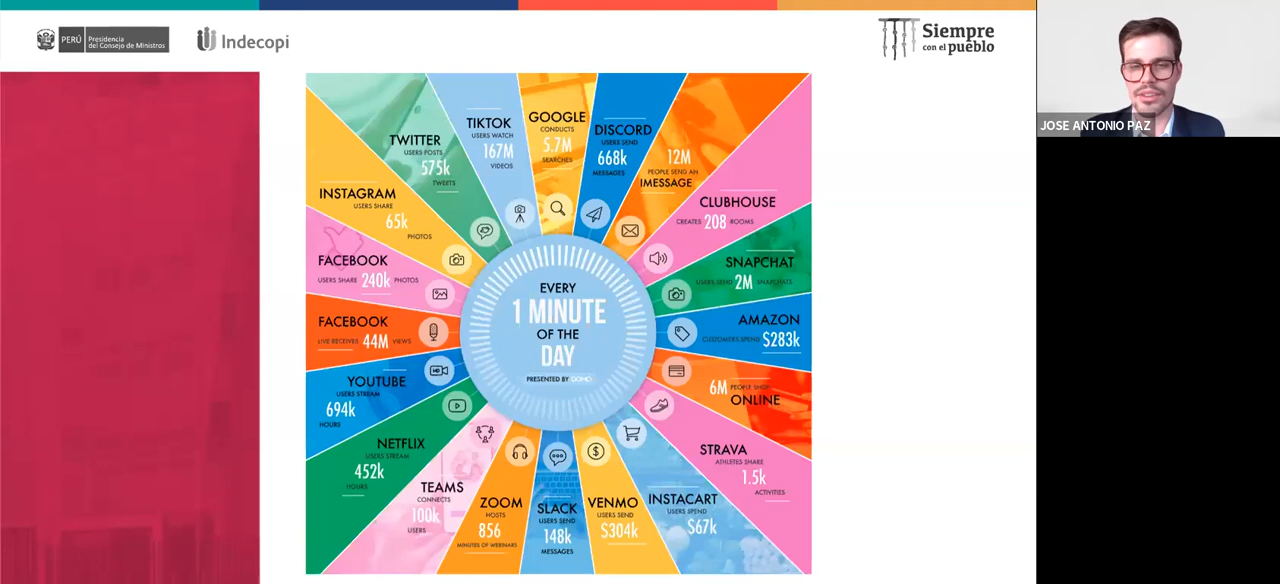 PERÚ
Presidencia
del Consejo de Ministros
Indecopi
Siempre
con el pueblo
JOSE ANTONIO PAZ
EVERY
1 MINUTE
OF THE
DAY
PRESENTED BY DOMO
GOOGLE
CONDUCTS
5.7M
SEARCHES
DISCORD
USERS SEND
668k
MESSAGES
12M
PEOPLE SEND AN
IMESSAGE
CLUBHOUSE
CREATES 208 ROOMS
SNAPCHAT
USERS SEND 2M SNAPCHATS
AMAZON
CUSTOMERS SPEND $283k
6M PEOPLE SHOP
ONLINE
STRAVA
ATHLETES SHARE
1.5k
ACTIVITIES
INSTACART
USERS SPEND
$67k
VENMO
USERS SEND
$304k
SLACK
USERS SEND
148k
MESSAGES
ZOOM
HOSTS
856
MINUTES OF WEBINARS
TEAMS
CONNECTS
100k
USERS
NETFLIX
USERS STREAM
452k
HOURS
YOUTUBE
USERS STREAM
694k
HOURS
FACEBOOK
LIVE RECEIVES 44M VIEWS
FACEBOOK
USERS SHARE 240k PHOTOS
INSTAGRAM
USERS SHARE
65k
PHOTOS
TWITTER
USERS POSTS
575k
TWEETS
TIKTOK
USERS WATCH
167M
VIDEOS
HD